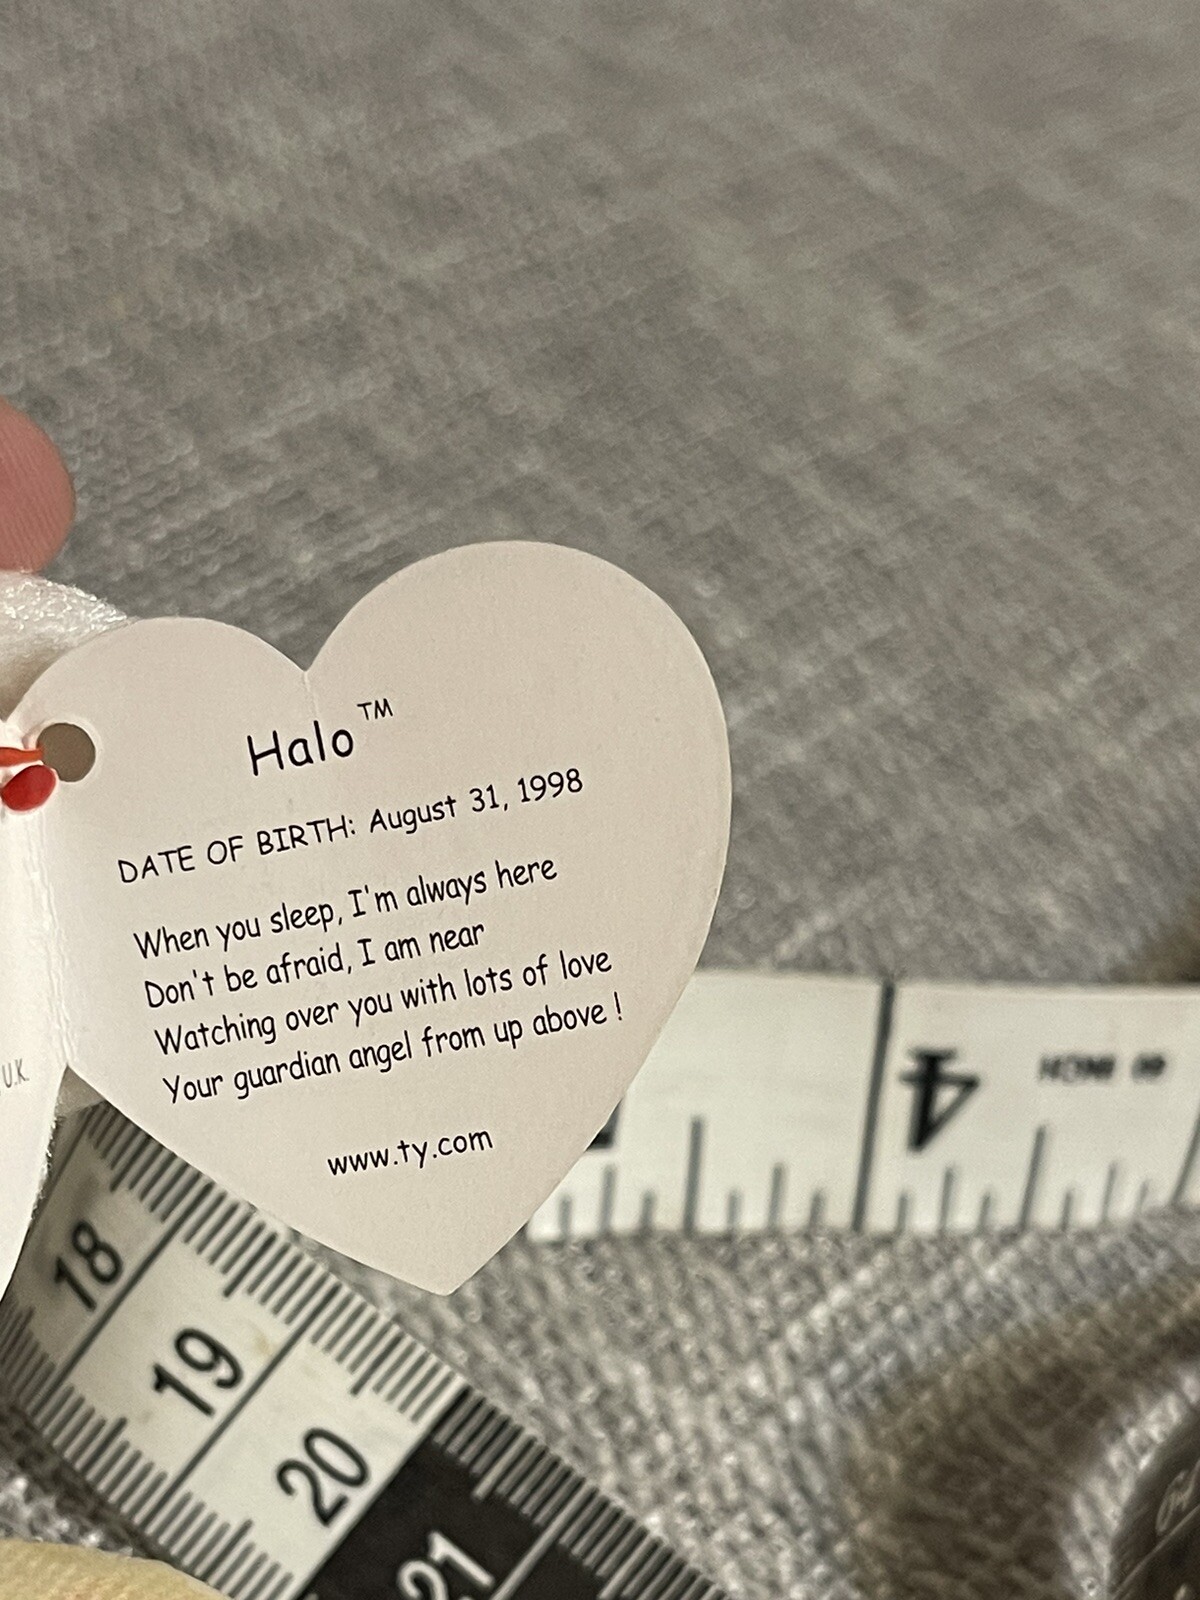 Halo™
DATE OF BIRTH: August 31, 1998
When you sleep, I'm always here
Don't be afraid, I am near
Watching over you with lots of love
Your guardian angel from up above !
www.ty.com
U.K.
18
19
20
21
4
60 INCH